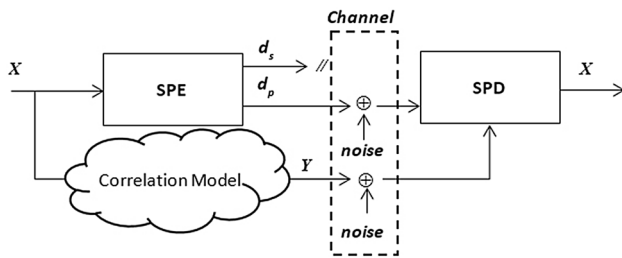 Channel
X
SPE
d_s
//
d_p
⊕
noise
SPD
X
Correlation Model
Y
⊕
noise